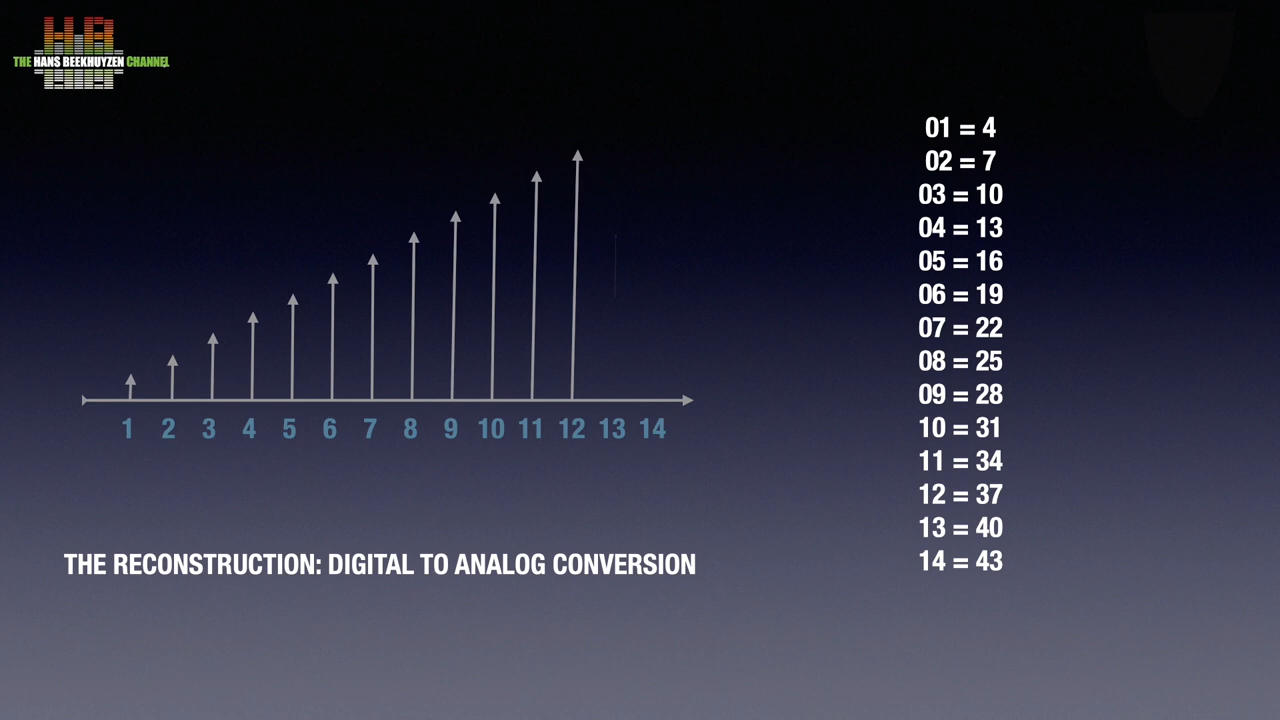 THE HANS BEEKHUYZEN CHANNEL
01 = 4
02 = 7
03 = 10
04 = 13
05 = 16
06 = 19
07 = 22
08 = 25
09 = 28
10 = 31
11 = 34
12 = 37
13 = 40
14 = 43
1 2 3 4 5 6 7 8 9 10 11 12 13 14
THE RECONSTRUCTION: DIGITAL TO ANALOG CONVERSION